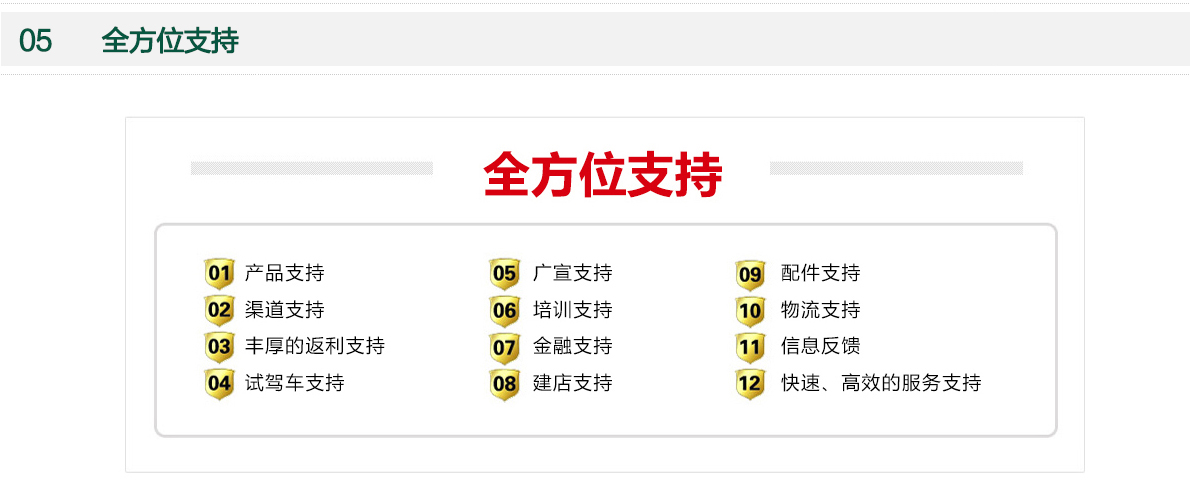 05 全方位支持
全方位支持
01 产品支持
02 渠道支持
03 丰厚的返利支持
04 试驾车支持
05 广宣支持
06 培训支持
07 金融支持
08 建店支持
09 配件支持
10 物流支持
11 信息反馈
12 快速、高效的服务支持